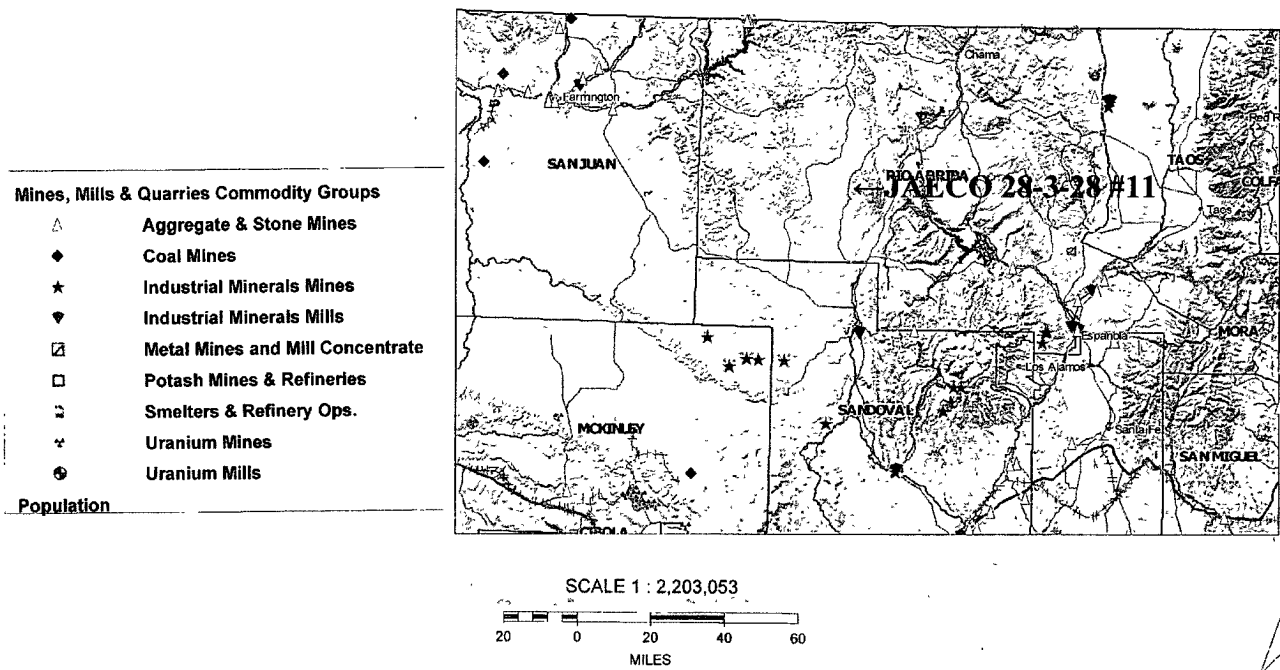 Mines, Mills & Quarries Commodity Groups
Aggregate & Stone Mines
Coal Mines
Industrial Minerals Mines
Industrial Minerals Mills
Metal Mines and Mill Concentrate
Potash Mines & Refineries
Smelters & Refinery Ops.
Uranium Mines
Uranium Mills
Population
Chama
Farmington
SAN JUAN
RIO ARRIBA
TAOS
←JAECO 28-3-28 #11
Taos
Española
MORA
Los Alamos
SANDOVAL
MCKINLEY
Santa Fe
SAN MIGUEL
CIBOLA
SCALE 1 : 2,203,053
20 0 20 40 60
MILES